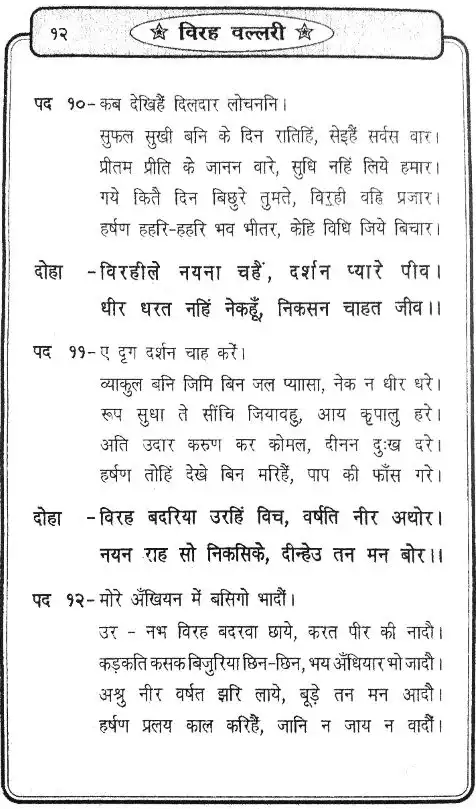 १२
☆ विरह वल्लरी ☆
पद १०- कब देखिहैं दिलदार लोचननि।
सुफल सुखी बनि के दिन रातिहिं, सेइहैं सर्वस वार।
प्रीतम प्रीति के जानन वारे, सुधि नहिं लिये हमार।
गये कितै दिन बिछुरे तुमते, विरही वहि प्रजार।
हर्षण हहरि-हहरि भव भीतर, केहि विधि जिये बिचार।
दोहा -विरहीले नयना चहैं, दर्शन प्यारे पीव।
धीर धरत नहिं नेकहूँ, निकसन चाहत जीव।।
पद ११- ए दृग दर्शन चाह करें।
व्याकुल बनि जिमि बिन जल प्याासा, नेक न धीर धरे।
रूप सुधा ते सींचि जियावहु, आय कृपालु हरे।
अति उदार करुण कर कोमल, दीनन दुःख दरे।
हर्षण तोहिं देखे बिन मरिहैं, पाप की फाँस गरे।
दोहा -विरह बदरिया उरहिं विच, वर्षति नीर अथोर।
नयन राह सो निकसिके, दीन्हेउ तन मन बोर।।
पद १२- मोरे अँखियन में बसिगो भादौं।
उर - नभ विरह बदरवा छाये, करत पीर की नादौ।
कड़कति कसक बिजुरिया छिन-छिन, भय अँधियार भो जादौ।
अश्रु नीर वर्षत झरि लाये, बूड़े तन मन आदौ।
हर्षण प्रलय काल करिहैं, जानि न जाय न वादौं।